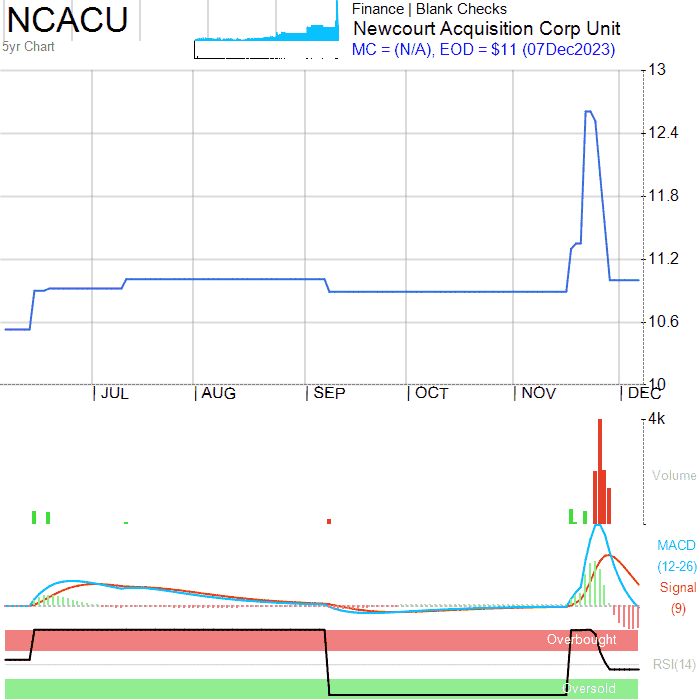 NCACU
5yr Chart
Finance | Blank Checks
Newcourt Acquisition Corp Unit
MC = (N/A), EOD = $11 (07Dec2023)
13
12.4
11.8
11.2
10.6
10
JUL AUG SEP OCT NOV DEC
4k
Volume
MACD
(12-26)
Signal
(9)
Overbought
RSI(14)
Oversold